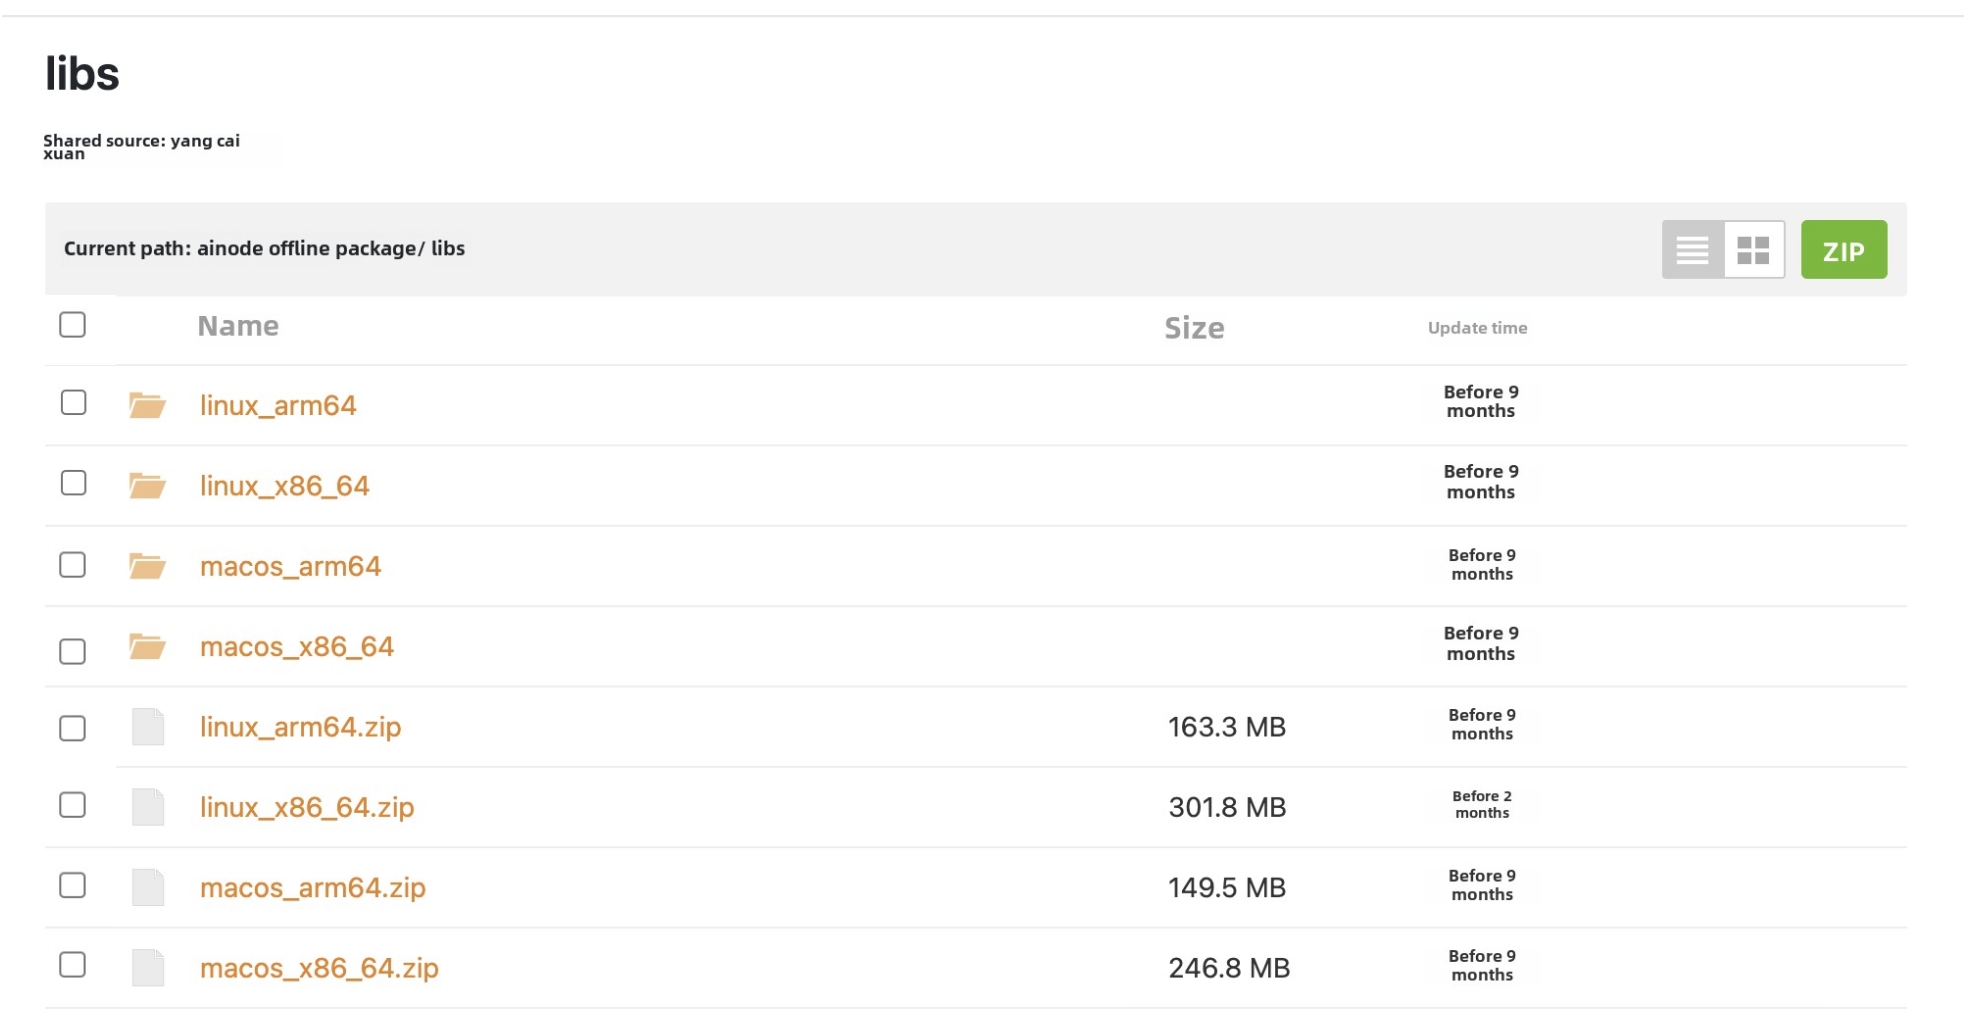 libs
Shared source: yang cai
xuan
Current path: ainode offline package/ libs
ZIP
Name
Size
Update time
linux_arm64
Before 9
months
linux_x86_64
Before 9
months
macos_arm64
Before 9
months
macos_x86_64
Before 9
months
linux_arm64.zip
163.3 MB
Before 9
months
linux_x86_64.zip
301.8 MB
Before 2
months
macos_arm64.zip
149.5 MB
Before 9
months
macos_x86_64.zip
246.8 MB
Before 9
months